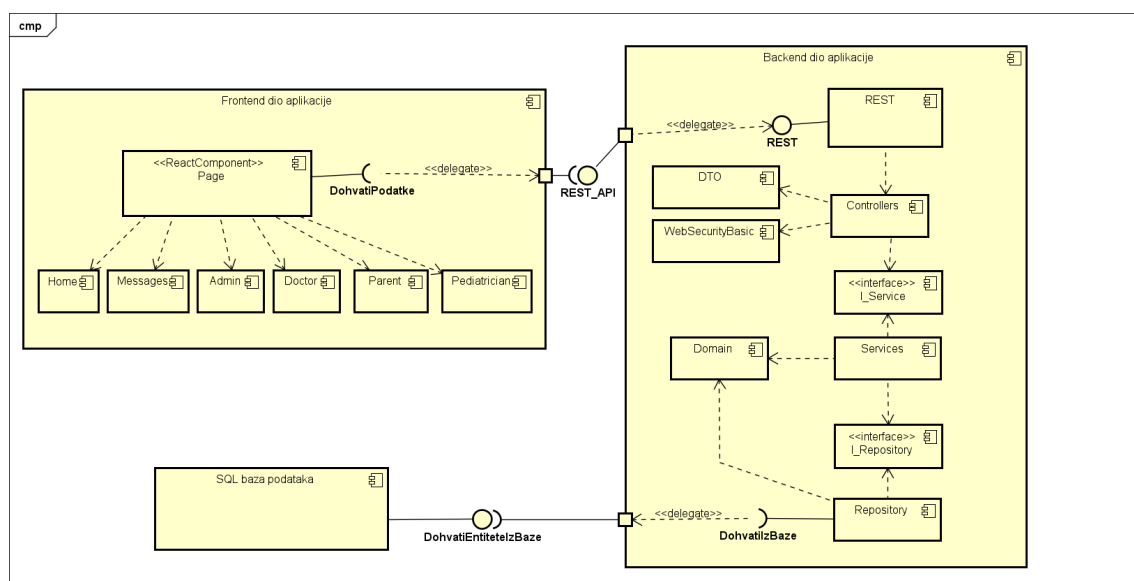 cmp
Frontend dio aplikacije
<<ReactComponent>>
Page
DohvatiPodatke
<<delegate>>
REST_API
Home
Messages
Admin
Doctor
Parent
Pediatrician
Backend dio aplikacije
<<delegate>>
REST
REST
DTO
Controllers
WebSecurityBasic
<<interface>>
I_Service
Domain
Services
<<interface>>
I_Repository
SQL baza podataka
DohvatiEntiteteIzBaze
<<delegate>>
DohvatiIzBaze
Repository